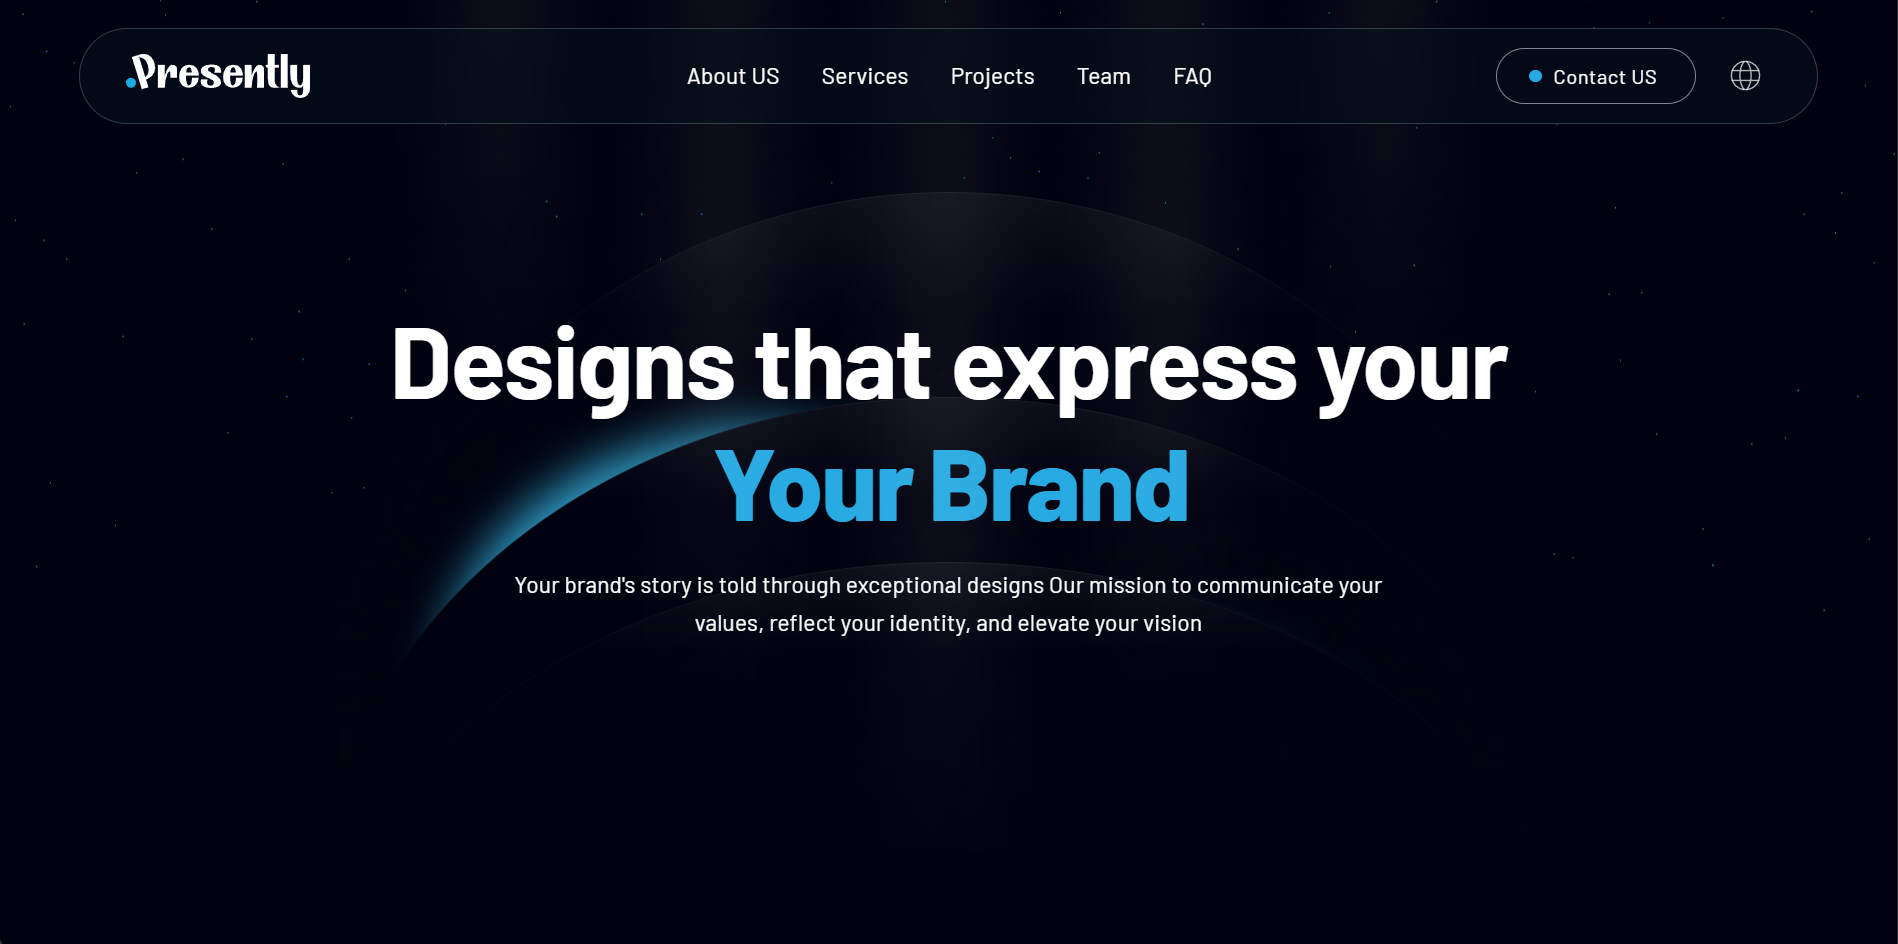 Presently
About US
Services
Projects
Team
FAQ
Contact US
Designs that express your
Your Brand
Your brand's story is told through exceptional designs Our mission to communicate your
values, reflect your identity, and elevate your vision